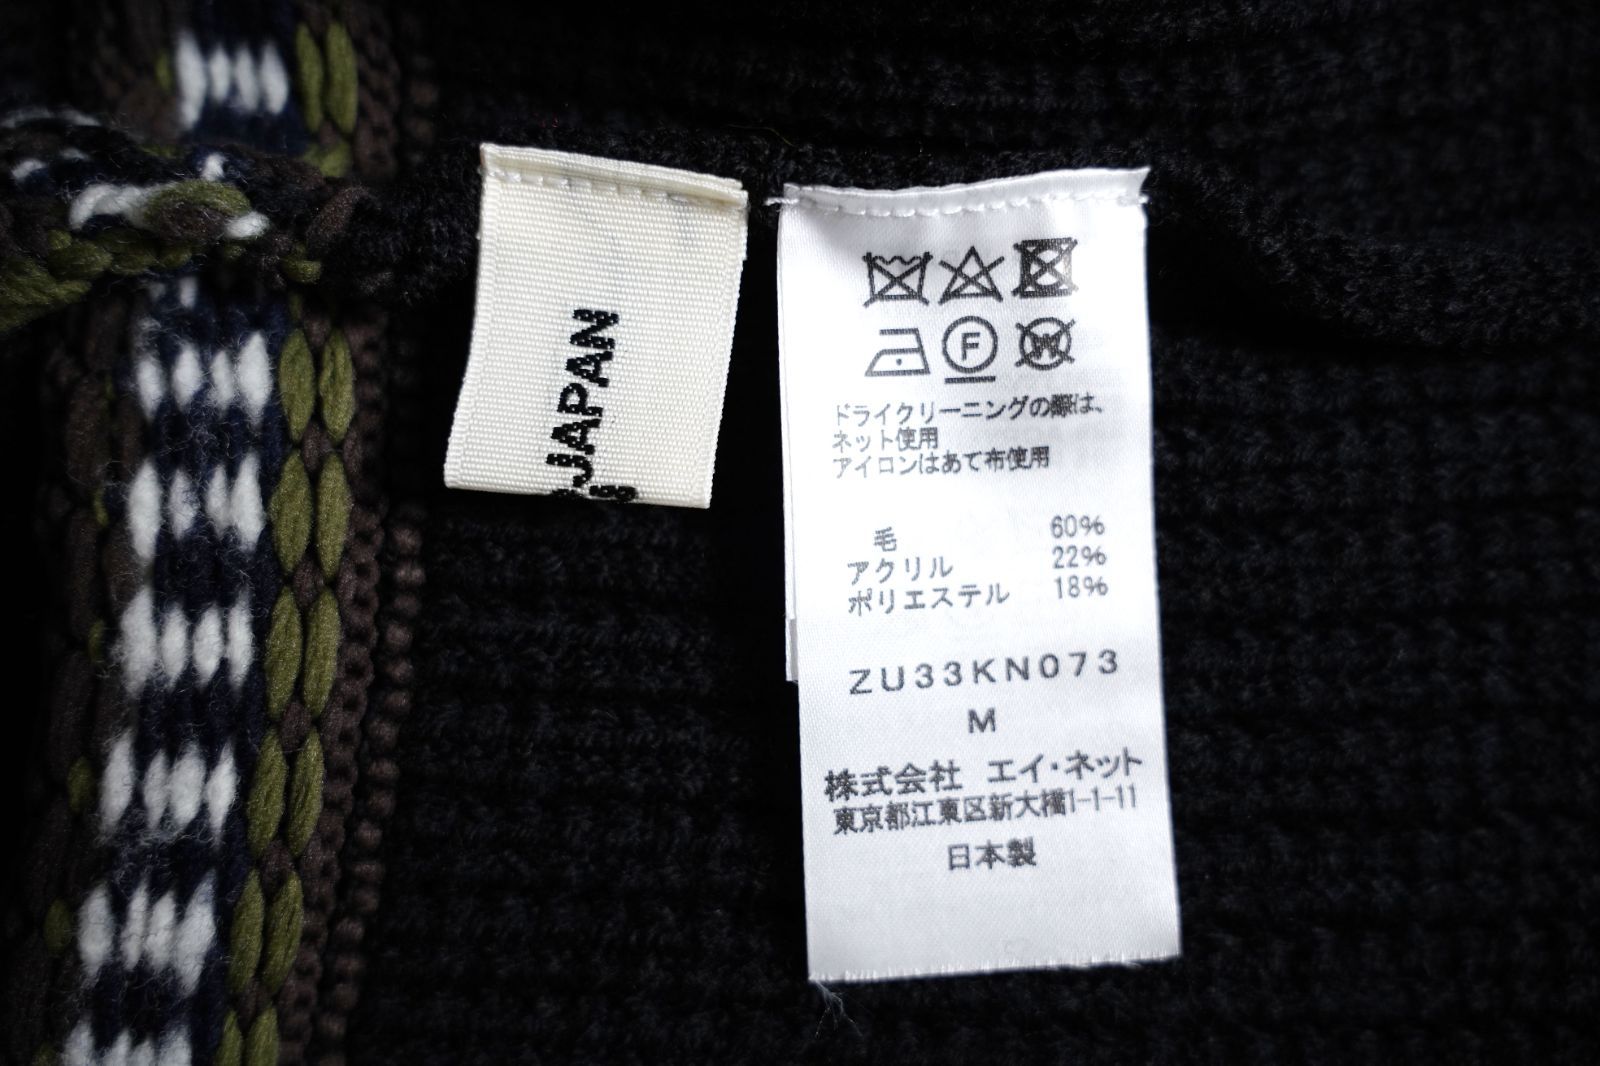 JAPAN
F W
ドライクリーニングの際は、
ネット使用
アイロンはあて布使用
毛 60%
アクリル 22%
ポリエステル 18%
ZU33KN073
M
株式会社 エイ・ネット
東京都江東区新大橋1-1-11
日本製